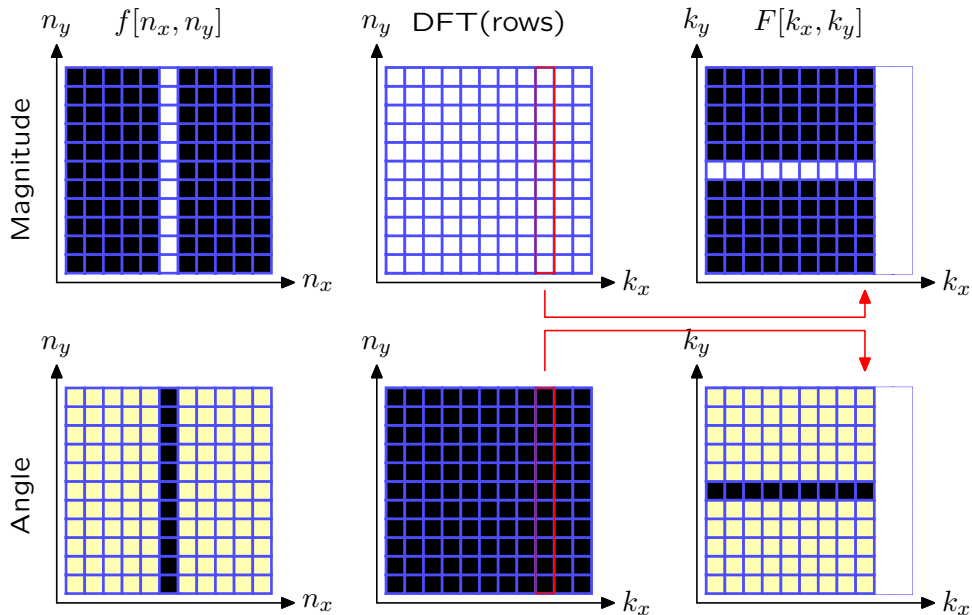 n_y f[n_x, n_y] n_y DFT(rows) k_y F[k_x, k_y]
Magnitude
n_x k_x k_x
n_y n_y k_y
Angle
n_x k_x k_x